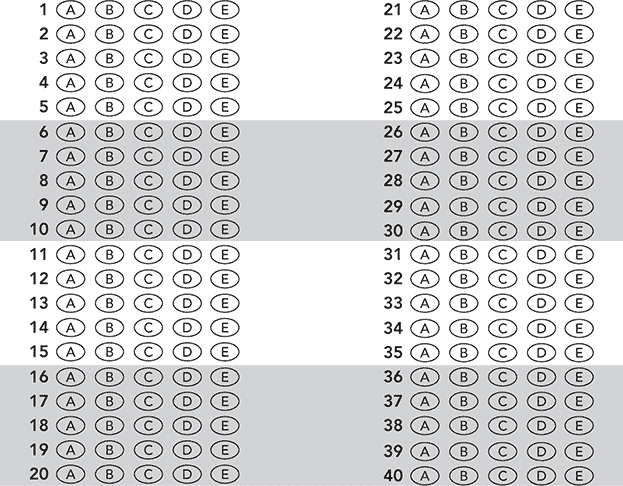 1 A B C D E
2 A B C D E
3 A B C D E
4 A B C D E
5 A B C D E
6 A B C D E
7 A B C D E
8 A B C D E
9 A B C D E
10 A B C D E
11 A B C D E
12 A B C D E
13 A B C D E
14 A B C D E
15 A B C D E
16 A B C D E
17 A B C D E
18 A B C D E
19 A B C D E
20 A B C D E
21 A B C D E
22 A B C D E
23 A B C D E
24 A B C D E
25 A B C D E
26 A B C D E
27 A B C D E
28 A B C D E
29 A B C D E
30 A B C D E
31 A B C D E
32 A B C D E
33 A B C D E
34 A B C D E
35 A B C D E
36 A B C D E
37 A B C D E
38 A B C D E
39 A B C D E
40 A B C D E